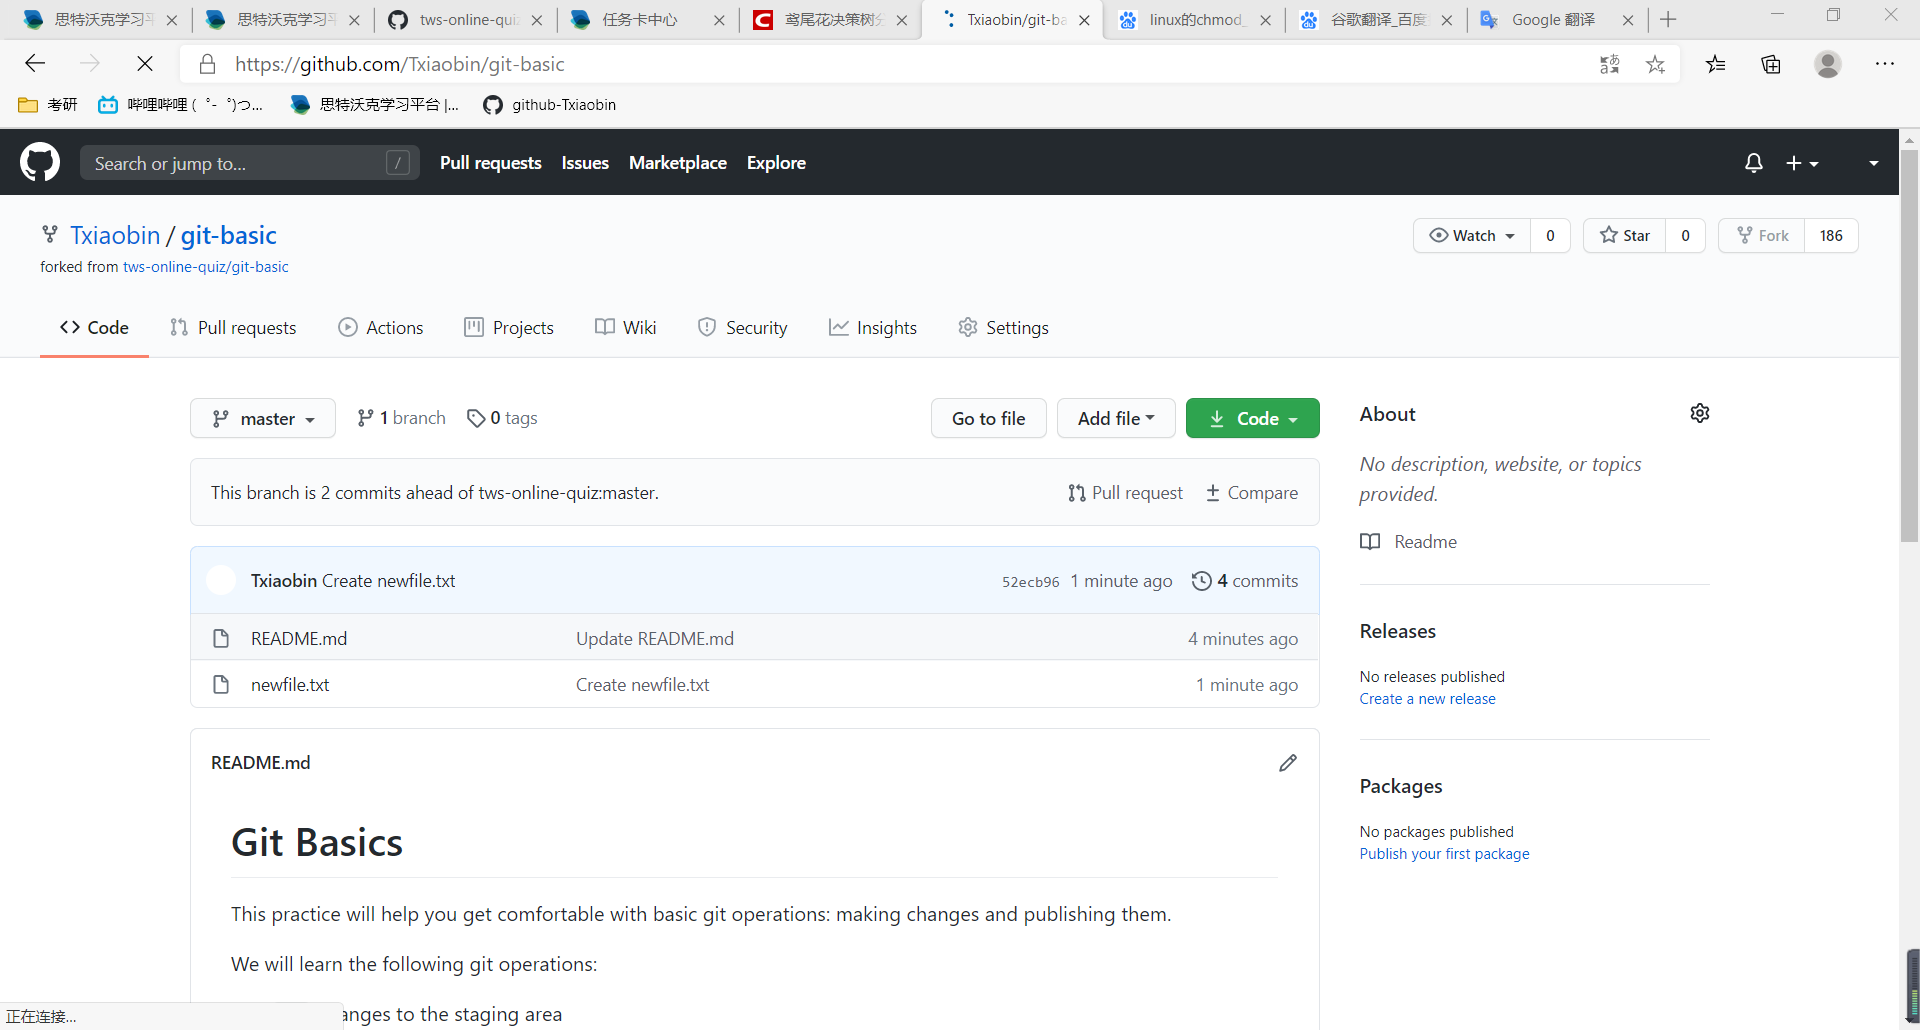 思特沃克学习平
思特沃克学习平
tws-online-qui
任务卡中心
鸢尾花决策树分
Txiaobin/git-ba
linux的chmod_
谷歌翻译_百度
Google 翻译
https://github.com/Txiaobin/git-basic
考研
哔哩哔哩 ( ゜- ゜)つ...
思特沃克学习平台 |...
github-Txiaobin
Search or jump to... /
Pull requests Issues Marketplace Explore
Txiaobin / git-basic
Watch 0 Star 0 Fork 186
forked from tws-online-quiz/git-basic
Code Pull requests Actions Projects Wiki Security Insights Settings
master 1 branch 0 tags Go to file Add file Code
This branch is 2 commits ahead of tws-online-quiz:master. Pull request Compare
Txiaobin Create newfile.txt 52ecb96 1 minute ago 4 commits
README.md Update README.md 4 minutes ago
newfile.txt Create newfile.txt 1 minute ago
README.md
Git Basics
This practice will help you get comfortable with basic git operations: making changes and publishing them.
We will learn the following git operations:
anges to the staging area
正在连接...
About
No description, website, or topics
provided.
Readme
Releases
No releases published
Create a new release
Packages
No packages published
Publish your first package